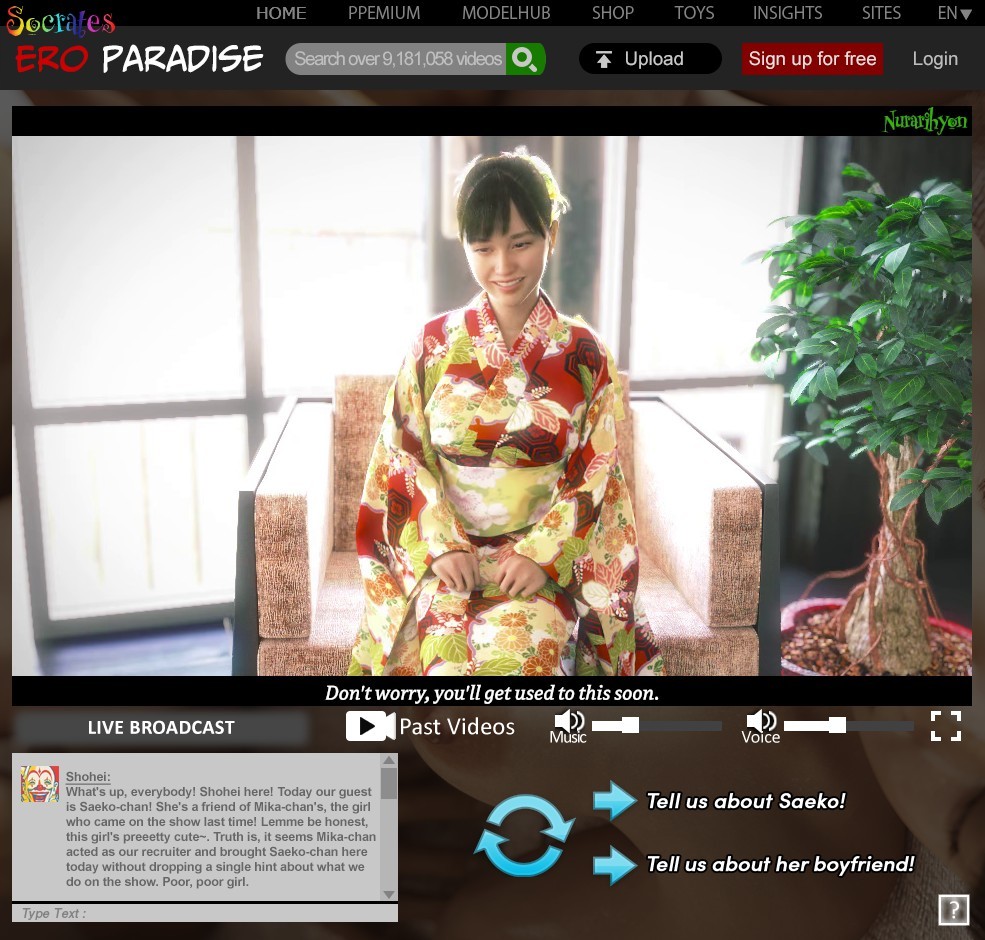 Socrates
HOME PPEMIUM MODELHUB SHOP TOYS INSIGHTS SITES EN▼
ERO PARADISE
Search over 9,181,058 videos
Upload
Sign up for free
Login
Nurarihyon
Don't worry, you'll get used to this soon.
LIVE BROADCAST
Past Videos
Music
Voice
Shohei:
What's up, everybody! Shohei here! Today our guest
is Saeko-chan! She's a friend of Mika-chan's, the girl
who came on the show last time! Lemme be honest,
this girl's preeetty cute~. Truth is, it seems Mika-chan
acted as our recruiter and brought Saeko-chan here
today without dropping a single hint about what we
do on the show. Poor, poor girl.
Type Text :
Tell us about Saeko!
Tell us about her boyfriend!
?